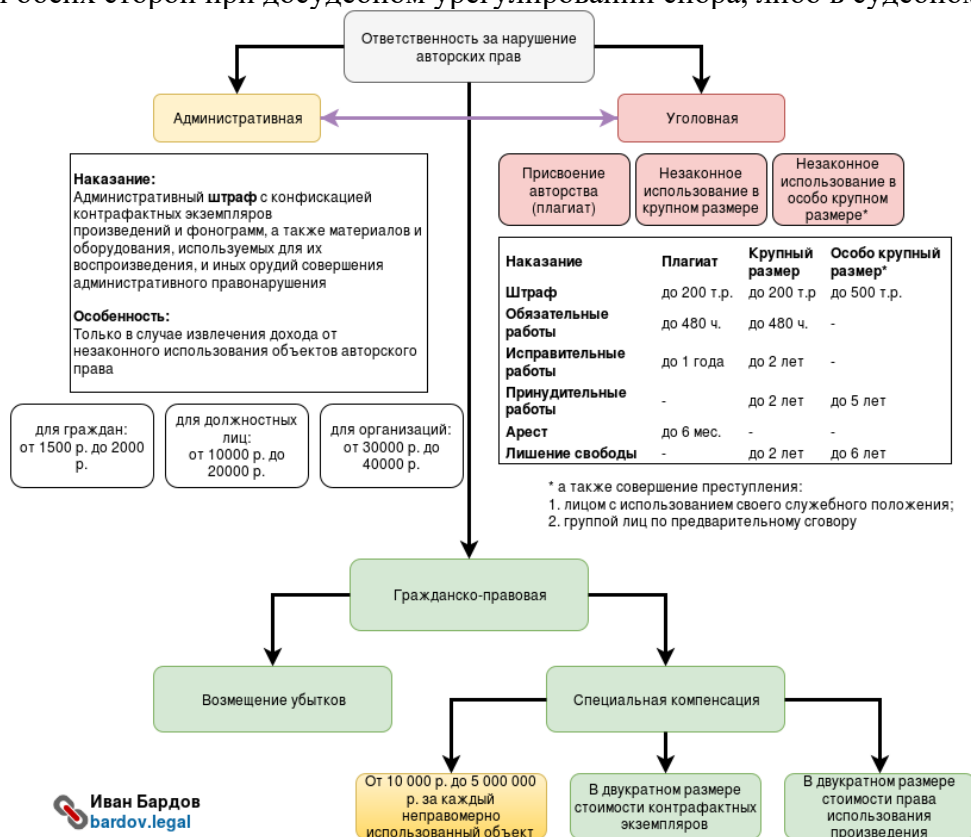 обеих сторон при досудебном урегулировании спора, либо в судебном
Ответственность за нарушение
авторских прав
Административная
Уголовная
Наказание:
Административный штраф с конфискацией
контрафактных экземпляров
произведений и фонограмм, а также материалов и
оборудования, используемых для их
воспроизведения, и иных орудий совершения
административного правонарушения
Особенность:
Только в случае извлечения дохода от
незаконного использования объектов авторского
права
для граждан:
от 1500 р. до 2000
р.
для должностных
лиц:
от 10000 р. до
20000 р.
для организаций:
от 30000 р. до
40000 р.
Присвоение
авторства
(плагиат)
Незаконное
использование в
крупном размере
Незаконное
использование в
особо крупном
размере*
Наказание Плагиат Крупный размер Особо крупный размер*
Штраф до 200 т.р. до 200 т.р до 500 т.р.
Обязательные работы до 480 ч. до 480 ч. -
Исправительные работы до 1 года до 2 лет -
Принудительные работы - до 2 лет до 5 лет
Арест до 6 мес. - -
Лишение свободы - до 2 лет до 6 лет
* а также совершение преступления:
1. лицом с использованием своего служебного положения;
2. группой лиц по предварительному сговору
Гражданско-правовая
Возмещение убытков
Специальная компенсация
От 10 000 р. до 5 000 000
р. за каждый
неправомерно
использованный объект
В двукратном размере
стоимости контрафактных
экземпляров
В двукратном размере
стоимости права
использования
произведения
Иван Бардов
bardov.legal